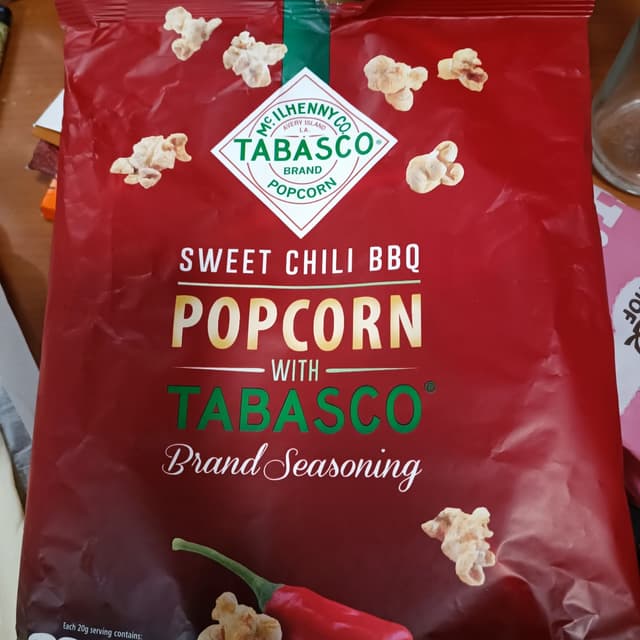 McILHENNY CO.
AVERY ISLAND
LA.
TABASCO®
BRAND
POPCORN
SWEET CHILI BBQ
POPCORN
WITH
TABASCO®
Brand Seasoning
Each 20g serving contains: